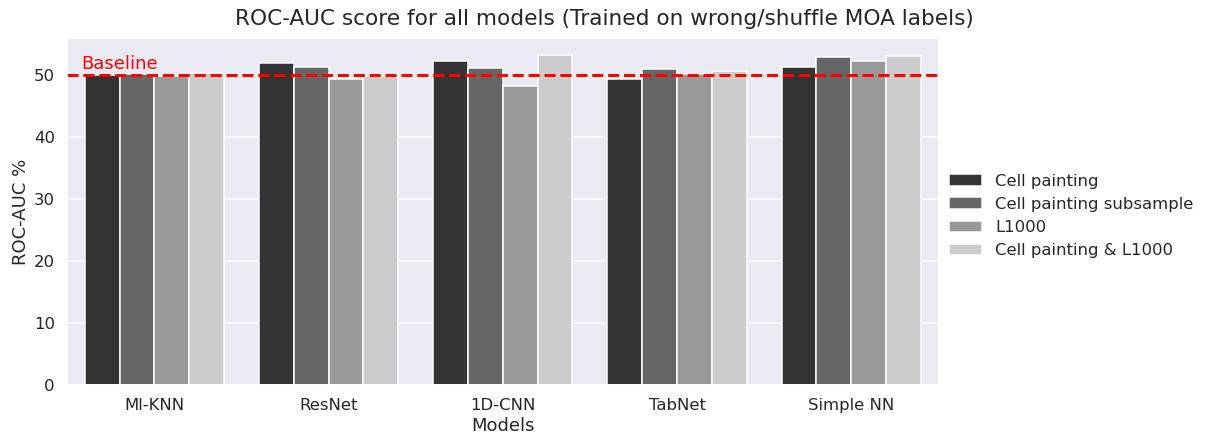 ROC-AUC score for all models (Trained on wrong/shuffle MOA labels)
Baseline
50
40
30
20
10
0
ROC-AUC %
MI-KNN
ResNet
1D-CNN
TabNet
Simple NN
Models
Cell painting
Cell painting subsample
L1000
Cell painting & L1000